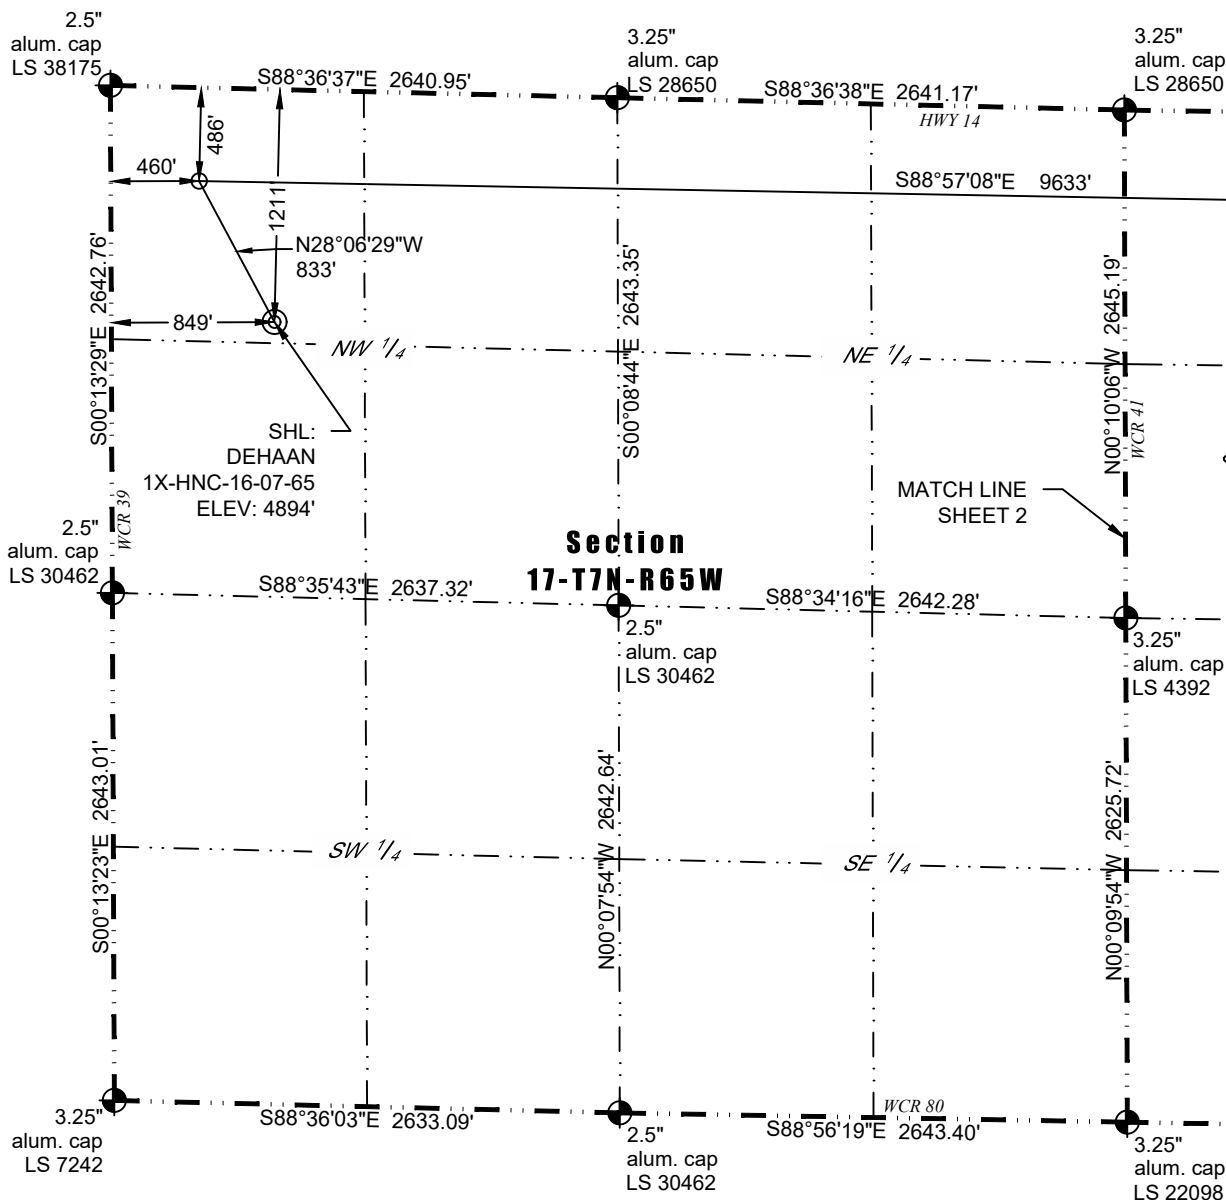 2.5"
alum. cap
LS 38175
3.25"
alum. cap
LS 28650
3.25"
alum. cap
LS 28650
S88°36'37"E 2640.95'
S88°36'38"E 2641.17'
HWY 14
486'
460'
1211'
S88°57'08"E 9633'
N28°06'29"W
833'
849'
S00°13'29"E 2642.76'
S00°08'44"E 2643.35'
N00°10'06"W 2645.19'
NW 1/4
NE 1/4
WCR 41
SHL:
DEHAAN
1X-HNC-16-07-65
ELEV: 4894'
MATCH LINE
SHEET 2
WCR 39
2.5"
alum. cap
LS 30462
Section
17-T7N-R65W
S88°35'43"E 2637.32'
S88°34'16"E 2642.28'
2.5"
alum. cap
LS 30462
3.25"
alum. cap
LS 4392
S00°13'23"E 2643.01'
N00°07'54"W 2642.64'
N00°09'54"W 2625.72'
SW 1/4
SE 1/4
3.25"
alum. cap
LS 7242
S88°36'03"E 2633.09'
WCR 80
S88°56'19"E 2643.40'
2.5"
alum. cap
LS 30462
3.25"
alum. cap
LS 22098